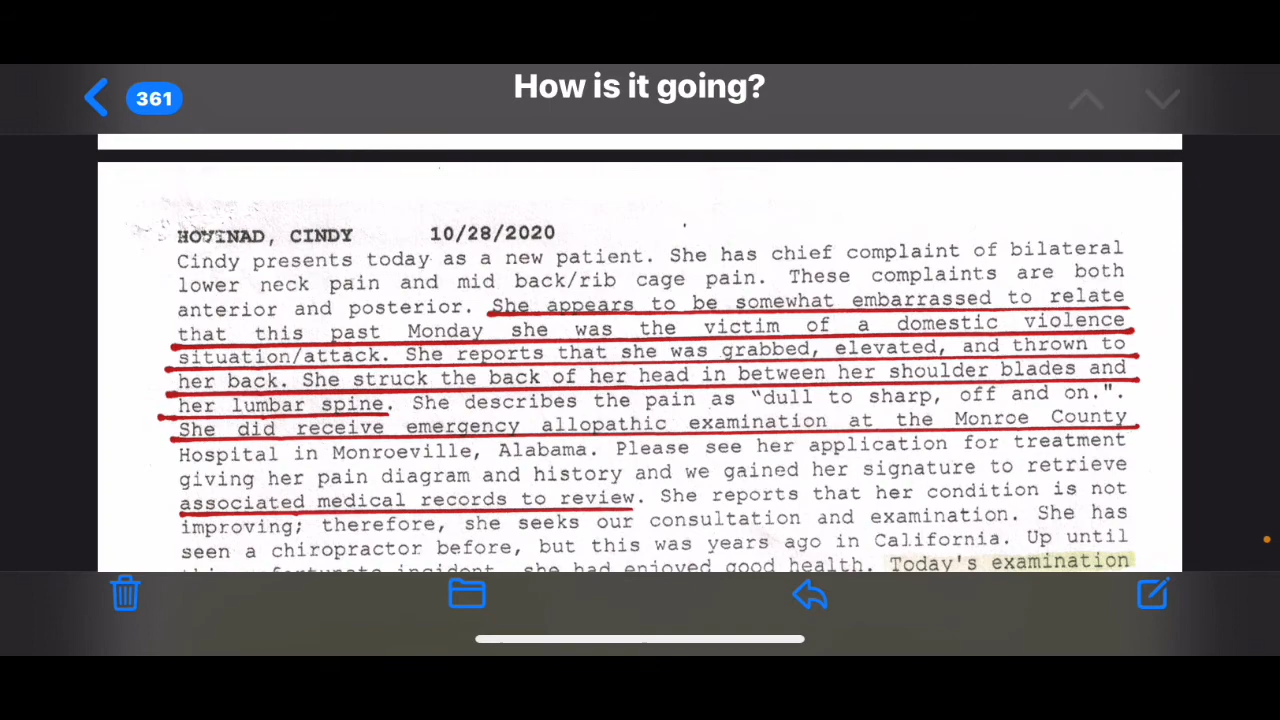 361
How is it going?
HOVINAD, CINDY 10/28/2020
Cindy presents today as a new patient. She has chief complaint of bilateral
lower neck pain and mid back/rib cage pain. These complaints are both
anterior and posterior. She appears to be somewhat embarrassed to relate
that this past Monday she was the victim of a domestic violence
situation/attack. She reports that she was grabbed, elevated, and thrown to
her back. She struck the back of her head in between her shoulder blades and
her lumbar spine. She describes the pain as "dull to sharp, off and on.".
She did receive emergency allopathic examination at the Monroe County
Hospital in Monroeville, Alabama. Please see her application for treatment
giving her pain diagram and history and we gained her signature to retrieve
associated medical records to review. She reports that her condition is not
improving; therefore, she seeks our consultation and examination. She has
seen a chiropractor before, but this was years ago in California. Up until
this unfortunate incident, she had enjoyed good health. Today's examination